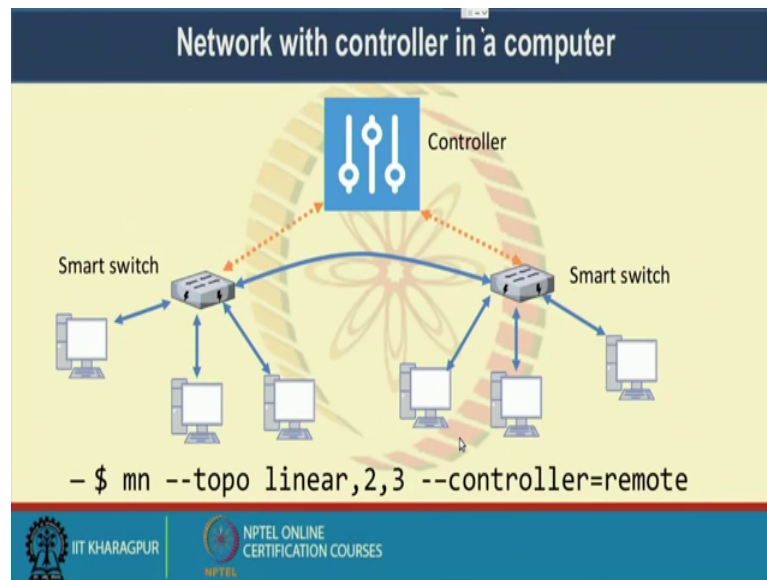 Network with controller in a computer
Controller
Smart switch
Smart switch
– $ mn --topo linear,2,3 --controller=remote
IIT KHARAGPUR
NPTEL
NPTEL ONLINE
CERTIFICATION COURSES